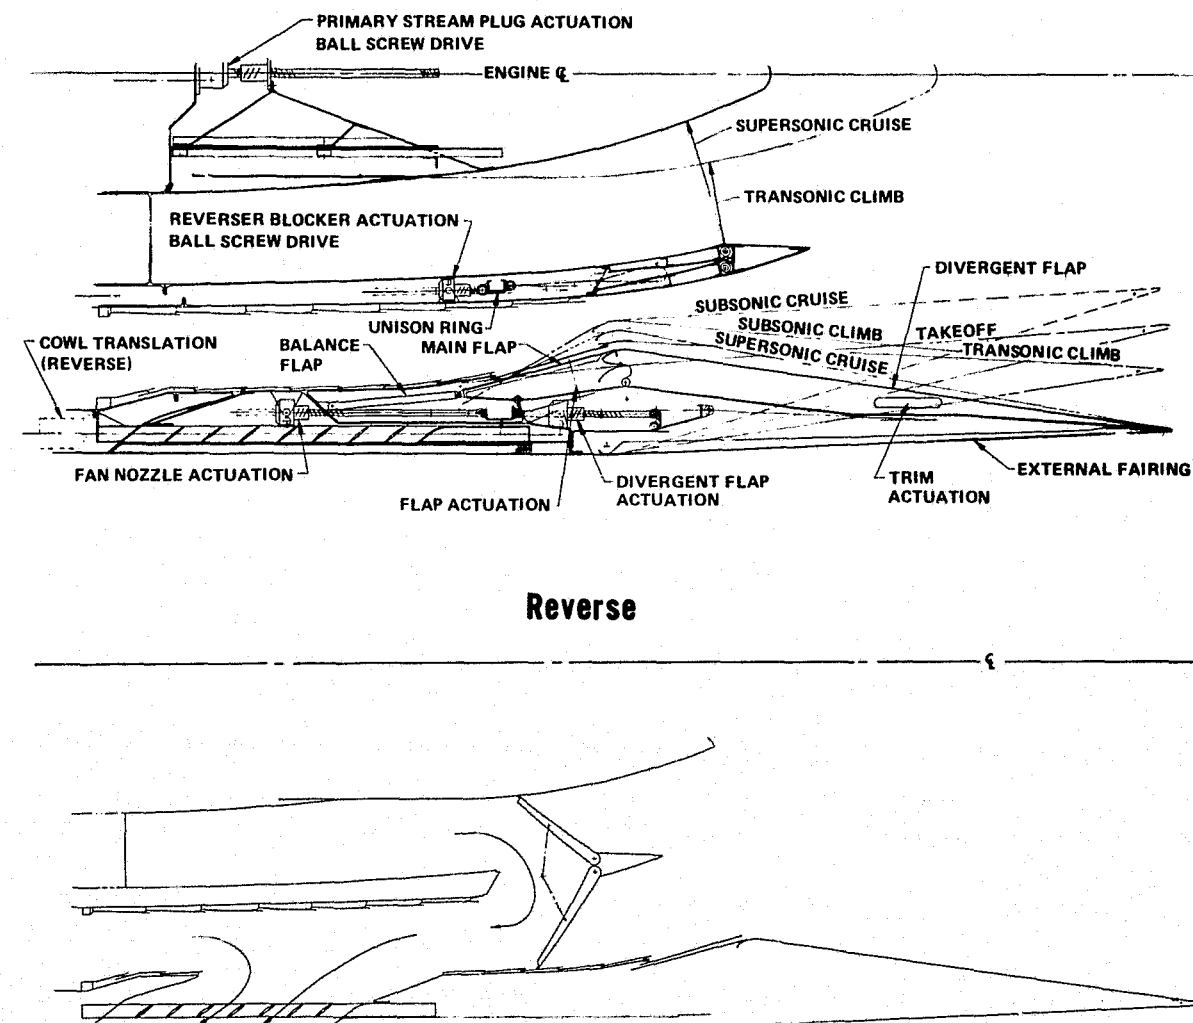 PRIMARY STREAM PLUG ACTUATION
BALL SCREW DRIVE
ENGINE ℄
SUPERSONIC CRUISE
TRANSONIC CLIMB
REVERSER BLOCKER ACTUATION
BALL SCREW DRIVE
DIVERGENT FLAP
SUBSONIC CRUISE
UNISON RING
SUBSONIC CLIMB
TAKEOFF
COWL TRANSLATION
(REVERSE)
BALANCE
FLAP
MAIN FLAP
SUPERSONIC CRUISE
TRANSONIC CLIMB
FAN NOZZLE ACTUATION
FLAP ACTUATION
DIVERGENT FLAP
ACTUATION
TRIM
ACTUATION
EXTERNAL FAIRING
Reverse
℄